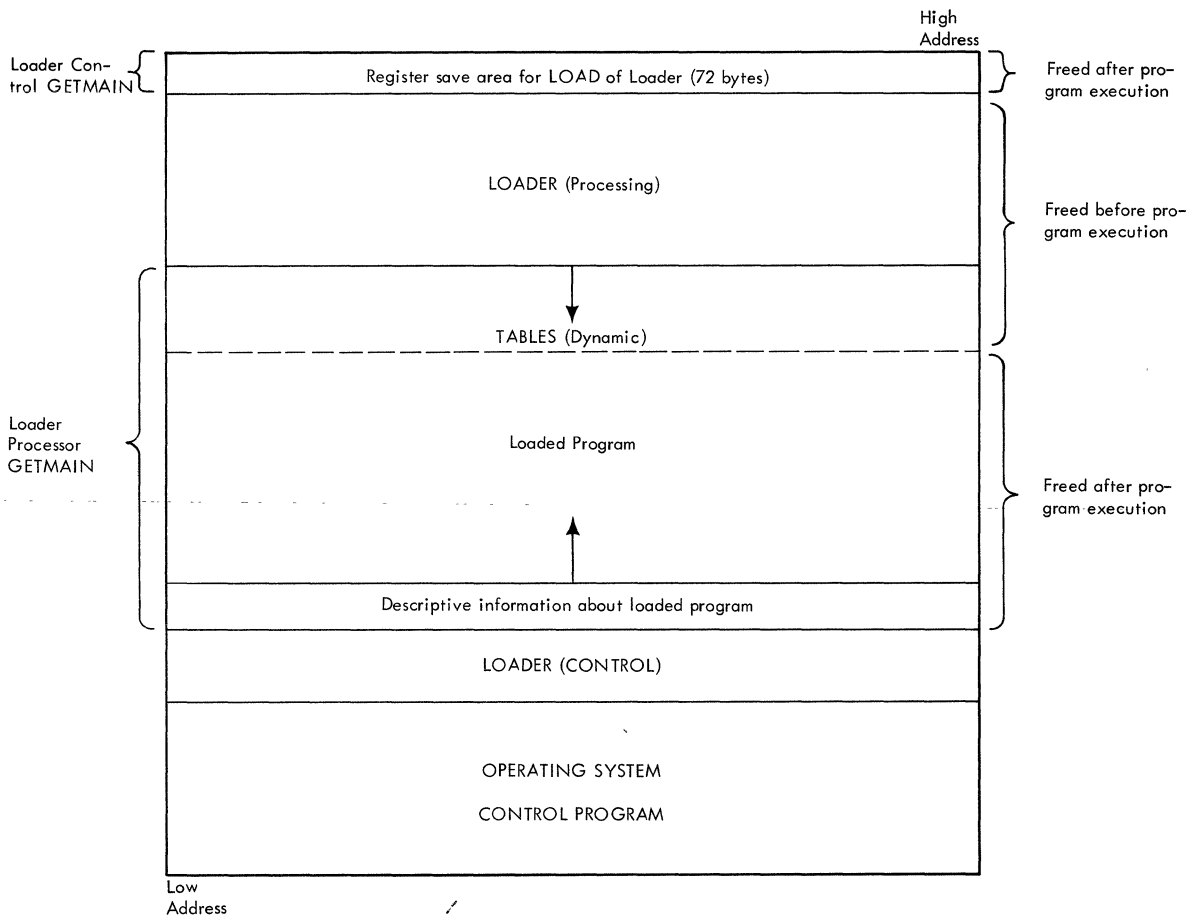 High
Address
Loader Con-
trol GETMAIN
Register save area for LOAD of Loader (72 bytes)
Freed after pro-
gram execution
LOADER (Processing)
Freed before pro-
gram execution
TABLES (Dynamic)
Loader
Processor
GETMAIN
Loaded Program
Freed after pro-
gram execution
Descriptive information about loaded program
LOADER (CONTROL)
OPERATING SYSTEM
CONTROL PROGRAM
Low
Address